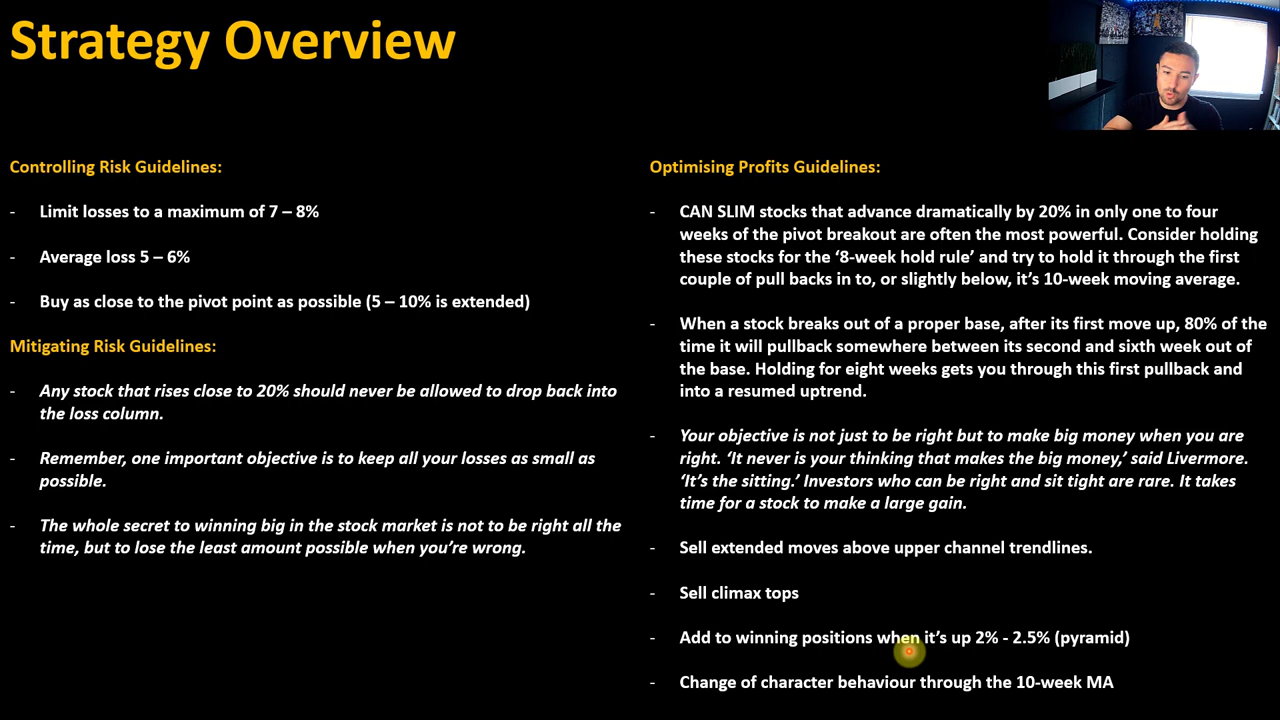 Strategy Overview
Controlling Risk Guidelines:
- Limit losses to a maximum of 7 – 8%
- Average loss 5 – 6%
- Buy as close to the pivot point as possible (5 – 10% is extended)
Mitigating Risk Guidelines:
- Any stock that rises close to 20% should never be allowed to drop back into
the loss column.
- Remember, one important objective is to keep all your losses as small as
possible.
- The whole secret to winning big in the stock market is not to be right all the
time, but to lose the least amount possible when you’re wrong.
Optimising Profits Guidelines:
- CAN SLIM stocks that advance dramatically by 20% in only one to four
weeks of the pivot breakout are often the most powerful. Consider holding
these stocks for the ‘8-week hold rule’ and try to hold it through the first
couple of pull backs in to, or slightly below, it’s 10-week moving average.
- When a stock breaks out of a proper base, after its first move up, 80% of the
time it will pullback somewhere between its second and sixth week out of
the base. Holding for eight weeks gets you through this first pullback and
into a resumed uptrend.
- Your objective is not just to be right but to make big money when you are
right. ‘It never is your thinking that makes the big money,’ said Livermore.
‘It’s the sitting.’ Investors who can be right and sit tight are rare. It takes
time for a stock to make a large gain.
- Sell extended moves above upper channel trendlines.
- Sell climax tops
- Add to winning positions when it’s up 2% - 2.5% (pyramid)
- Change of character behaviour through the 10-week MA